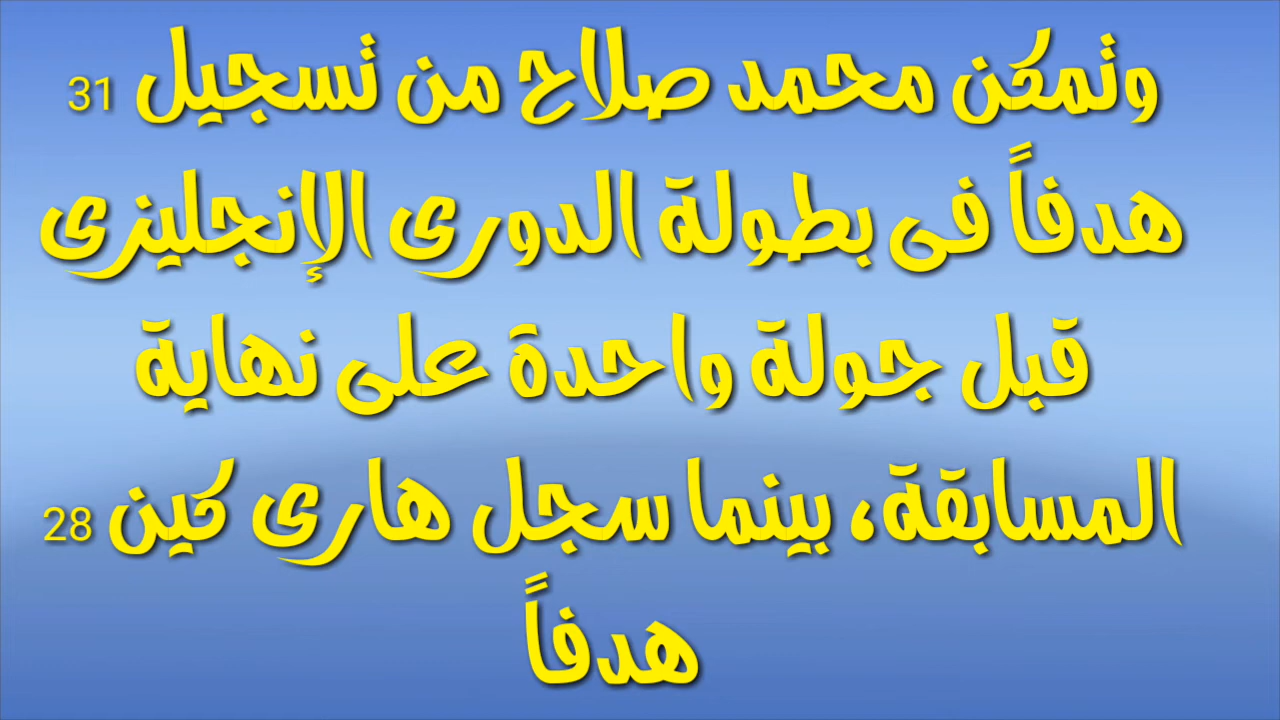 وتمكن محمد صلاح من تسجيل 31
هدفاً فى بطولة الدورى الإنجليزى
قبل جولة واحدة على نهاية
المسابقة، بينما سجل هارى كين 28
هدفاً